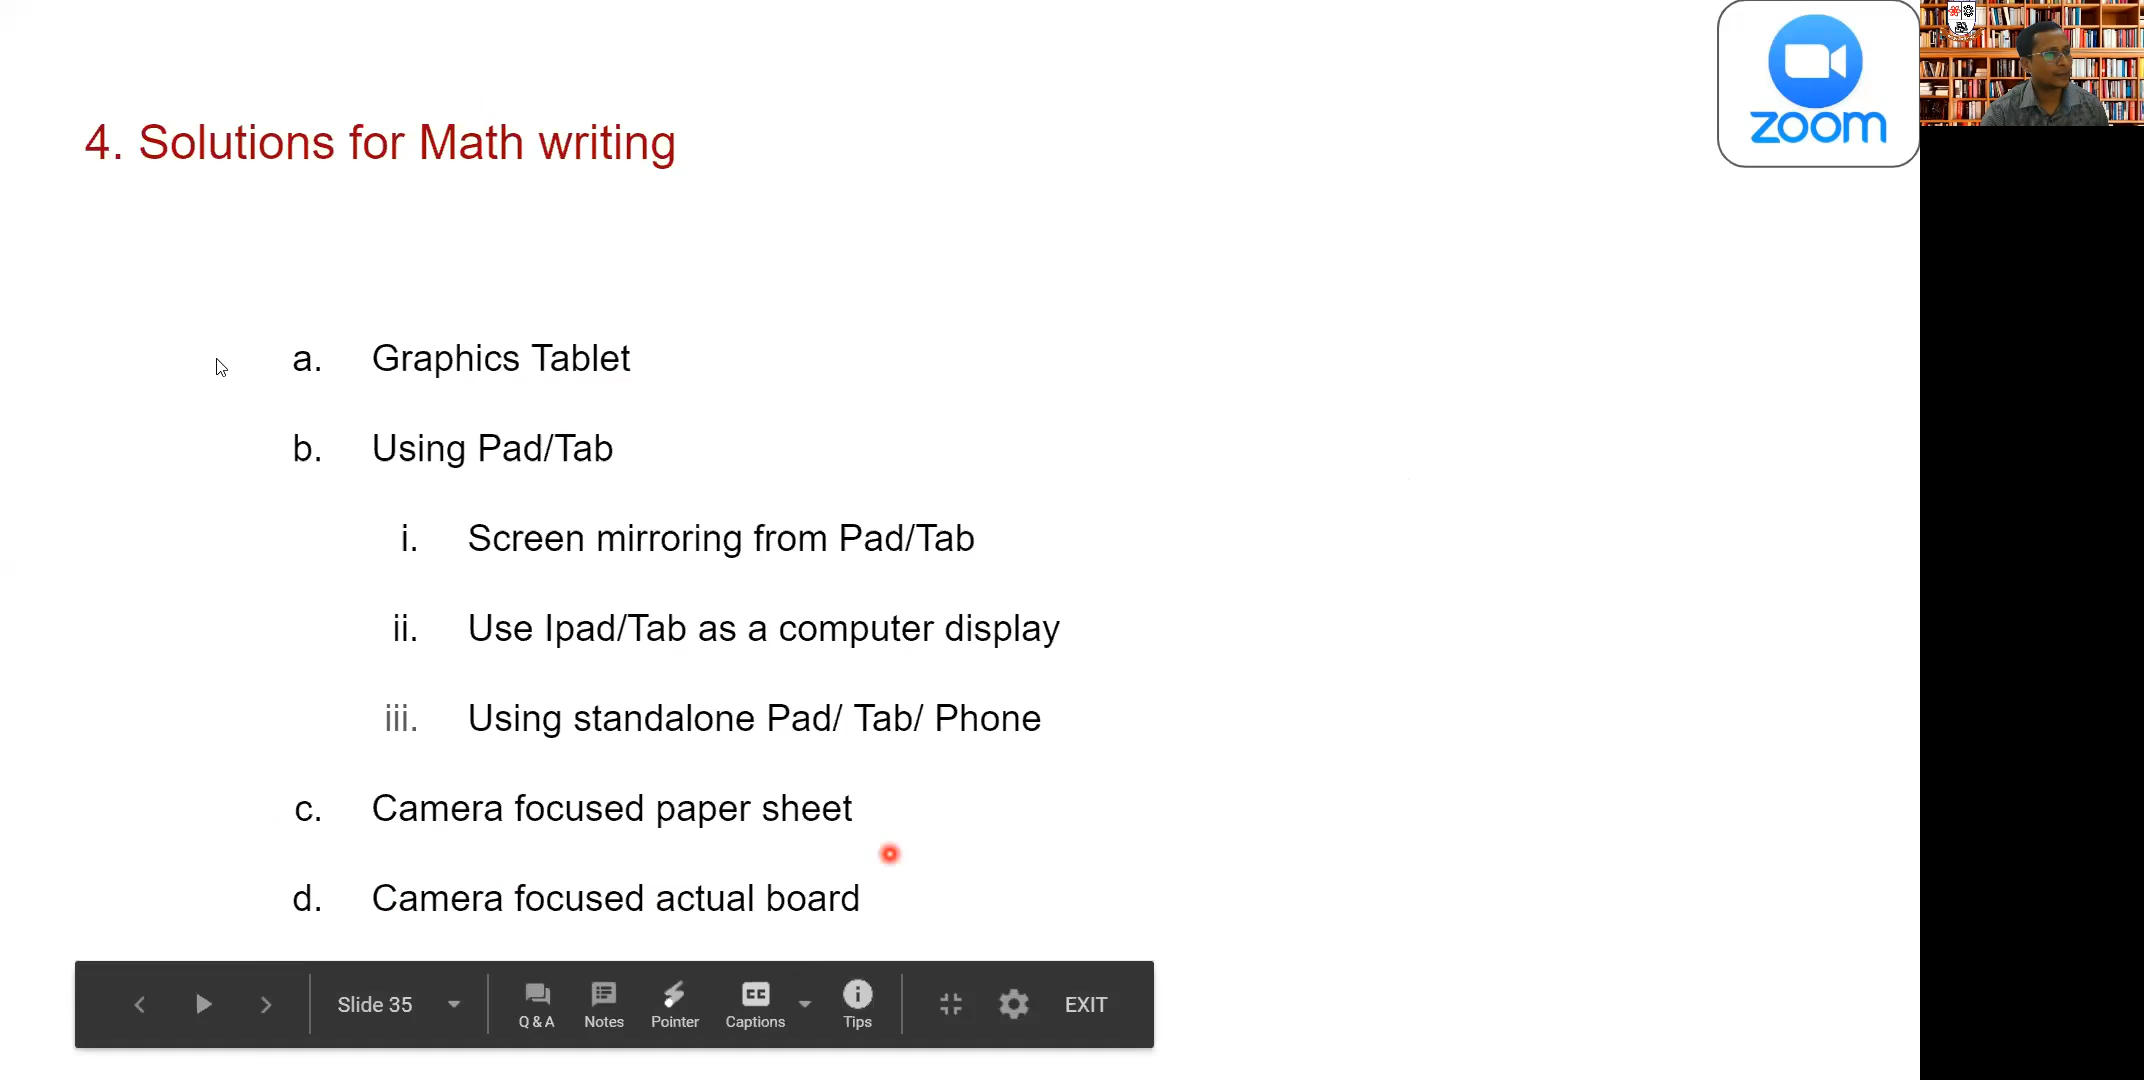 4. Solutions for Math writing
zoom
a. Graphics Tablet
b. Using Pad/Tab
i. Screen mirroring from Pad/Tab
ii. Use Ipad/Tab as a computer display
iii. Using standalone Pad/ Tab/ Phone
c. Camera focused paper sheet
d. Camera focused actual board
Slide 35
Q & A
Notes
Pointer
CC
Captions
Tips
EXIT